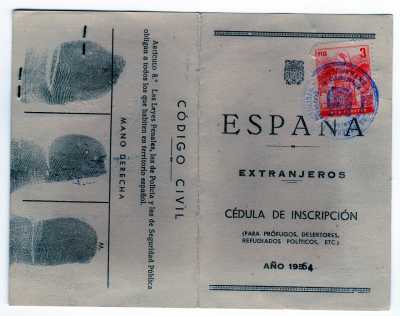 CÓDIGO CIVIL
Artículo 8.º Las Leyes Penales, las de Policía y las de Seguridad Pública
obligan a todos los que habiten en territorio español.
MANO DERECHA
M.
3
ESPAÑA
EXTRANJEROS
CÉDULA DE INSCRIPCIÓN
(PARA PRÓFUGOS, DESERTORES,
REFUGIADOS POLÍTICOS, ETC.)
AÑO 1954